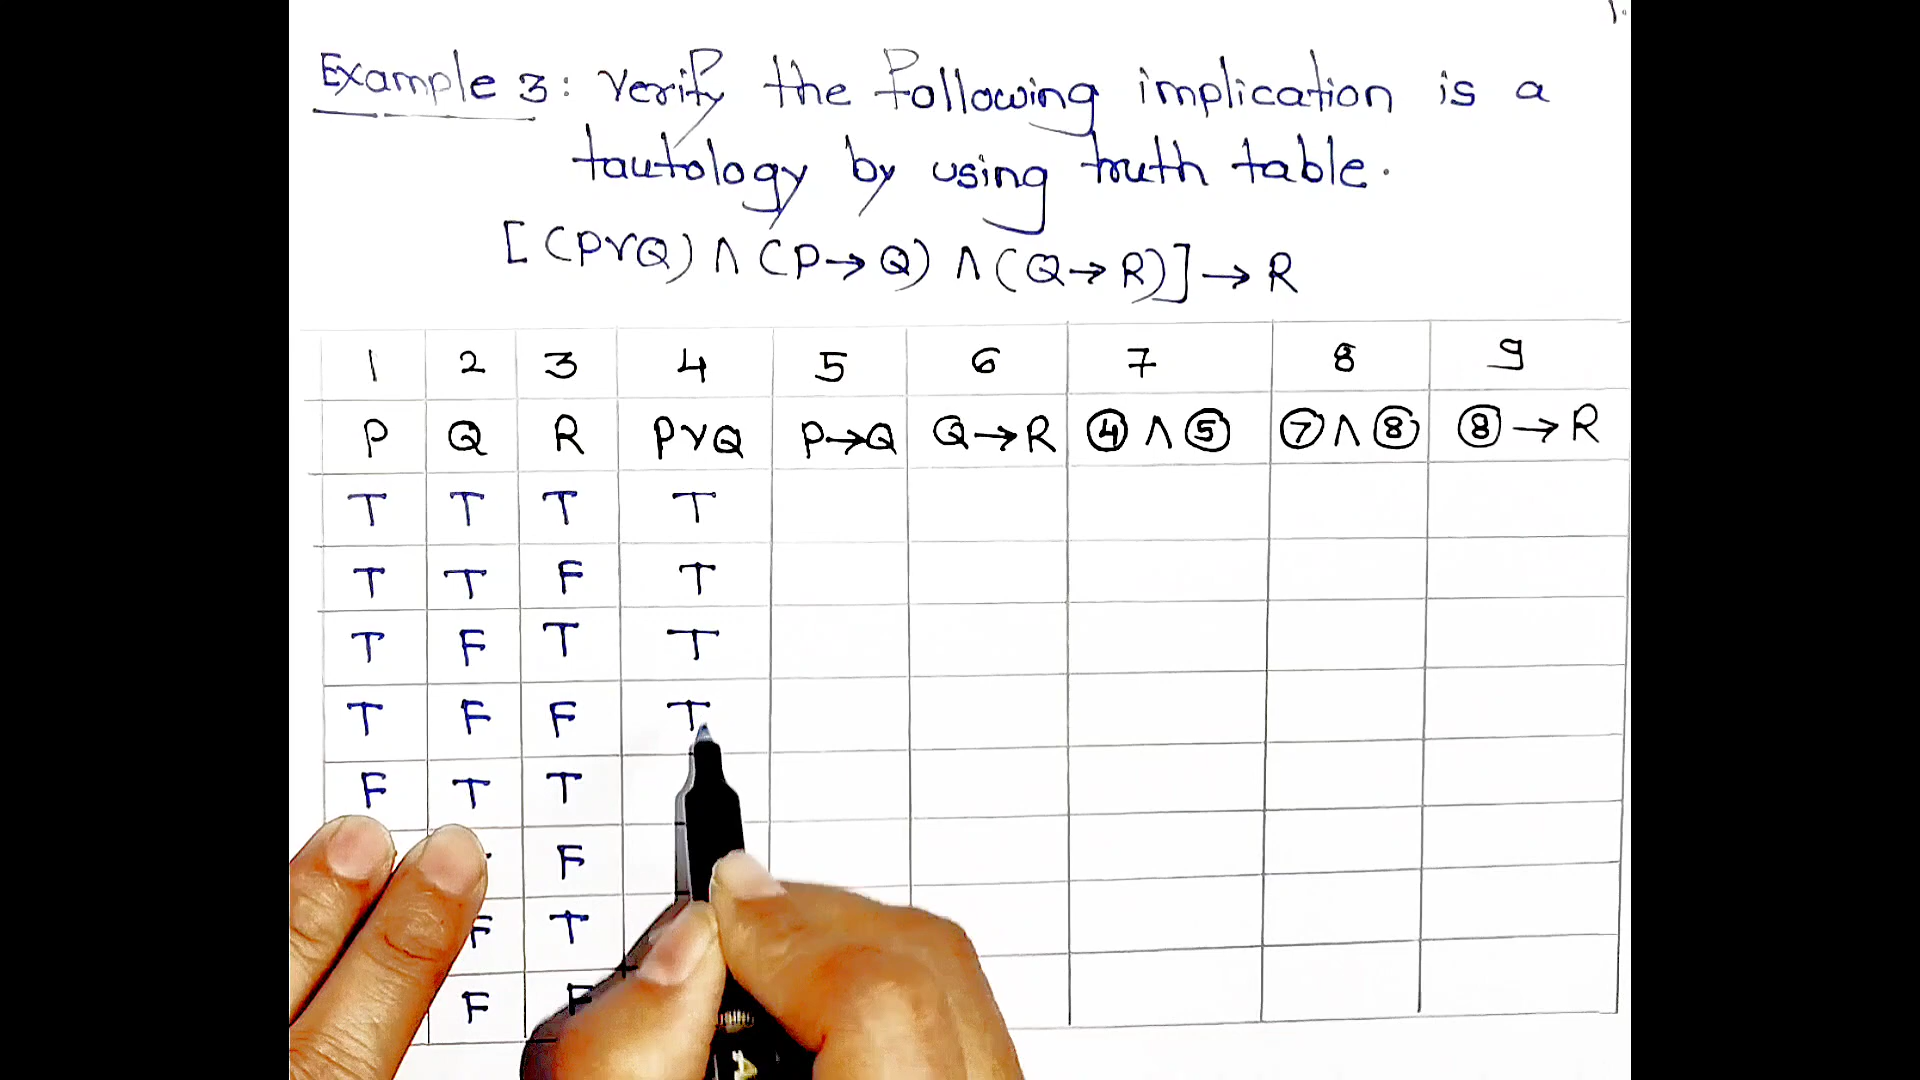 1.
Example 3: Verify the following implication is a
tautology by using truth table.
[(P∨Q) ∧ (P→Q) ∧ (Q→R)] → R
1 2 3 4 5 6 7 8 9
P Q R P∨Q P→Q Q→R ④ ∧ ⑤ ⑦ ∧ ⑧ ⑧ → R
T T T T
T T F T
T F T T
T F F T
F T T
F
F T
F F